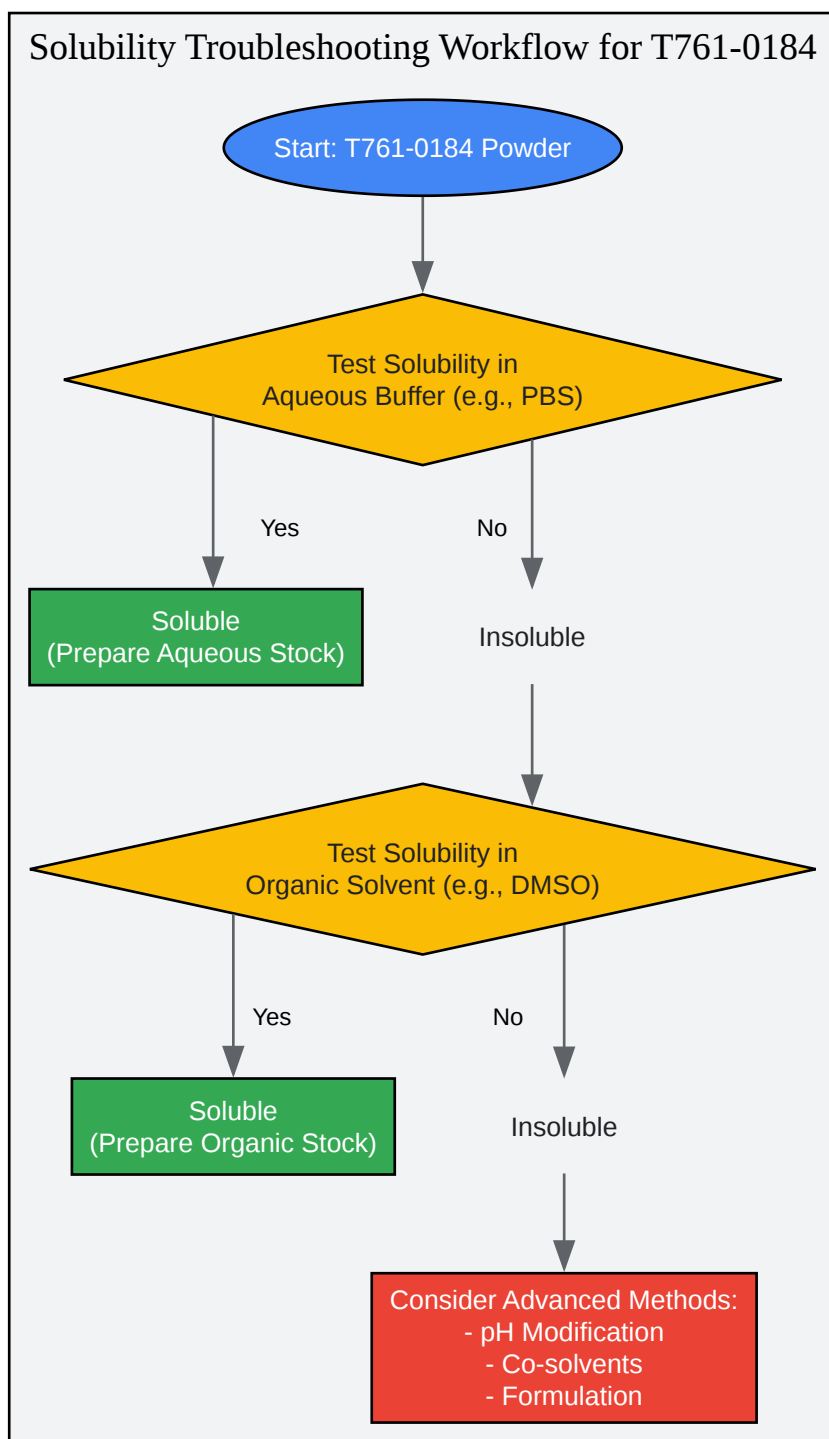 Solubility Troubleshooting Workflow for T761-0184
Start: T761-0184 Powder
Test Solubility in
Aqueous Buffer (e.g., PBS)
Yes
No
Soluble
(Prepare Aqueous Stock)
Insoluble
Test Solubility in
Organic Solvent (e.g., DMSO)
Yes
No
Soluble
(Prepare Organic Stock)
Insoluble
Consider Advanced Methods:
- pH Modification
- Co-solvents
- Formulation